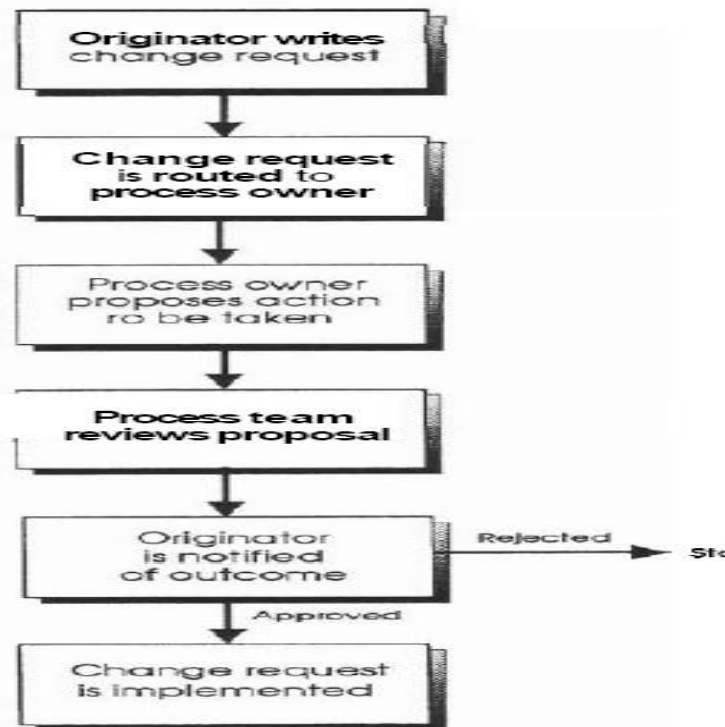 Originator writes
change request
Change request
is routed to
process owner
Process owner
proposes action
ro be taken
Process team
reviews proposal
Originator
is notified
of outcome
Rejected
Sto
Approved
Change request
is implemented